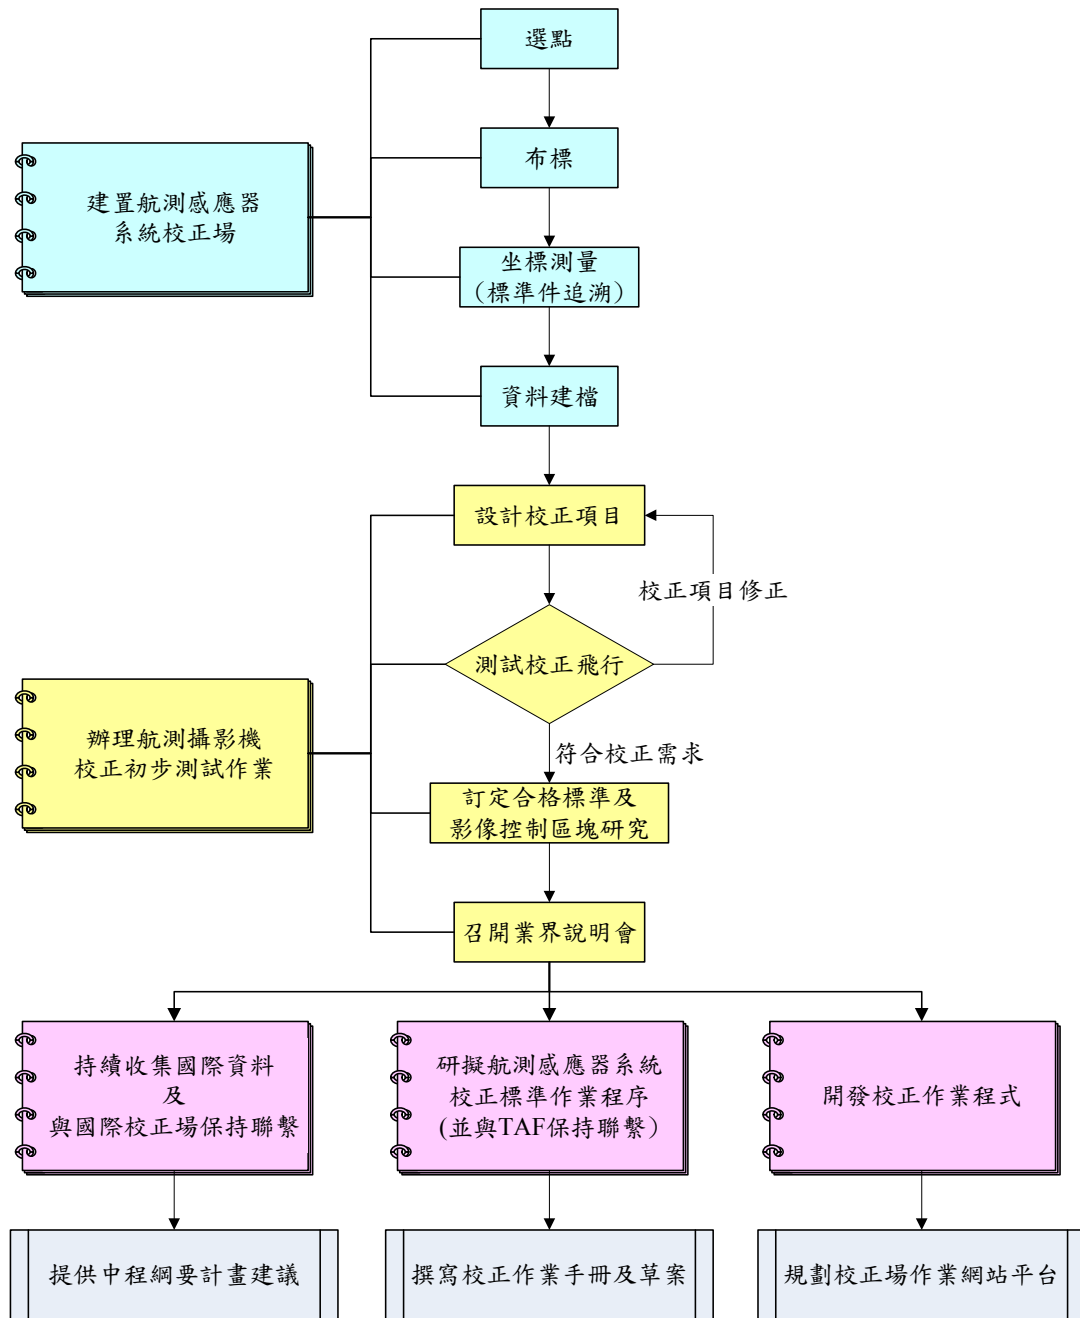 選點
布標
建置航測感應器
系統校正場
坐標測量
（標準件追溯）
資料建檔
設計校正項目
校正項目修正
測試校正飛行
辦理航測攝影機
校正初步測試作業
符合校正需求
訂定合格標準及
影像控制區塊研究
召開業界說明會
持續收集國際資料
及
與國際校正場保持聯繫
研擬航測感應器系統
校正標準作業程序
(並與TAF保持聯繫）
開發校正作業程式
提供中程綱要計畫建議
撰寫校正作業手冊及草案
規劃校正場作業網站平台